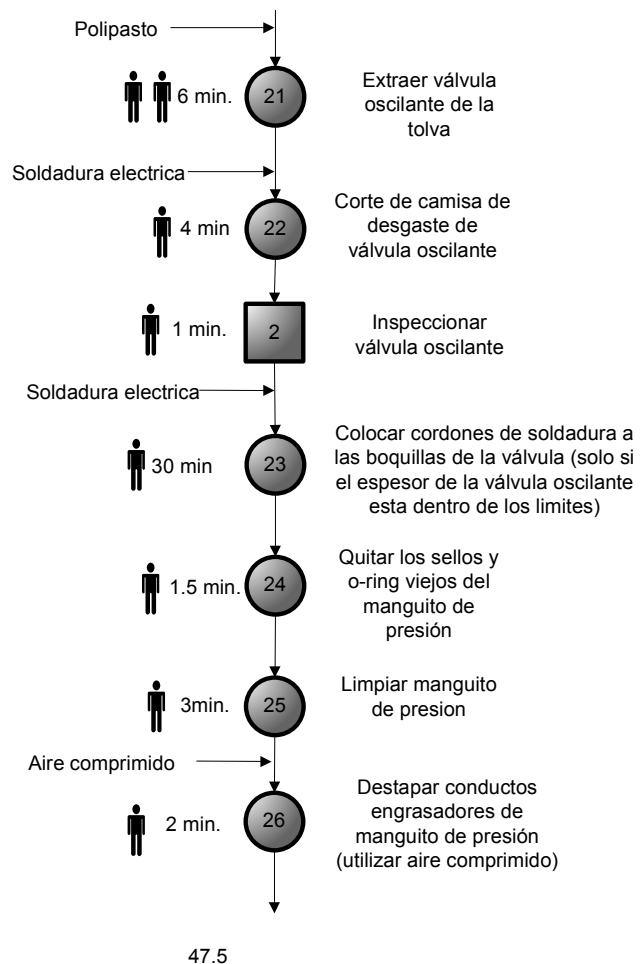 Polipasto
6 min.
21
Extraer válvula
oscilante de la
tolva
Soldadura electrica
4 min
22
Corte de camisa de
desgaste de
válvula oscilante
1 min.
2
Inspeccionar
válvula oscilante
Soldadura electrica
30 min
23
Colocar cordones de soldadura a
las boquillas de la válvula (solo si
el espesor de la válvula oscilante
esta dentro de los limites)
1.5 min.
24
Quitar los sellos y
o-ring viejos del
manguito de
presión
3min.
25
Limpiar manguito
de presion
Aire comprimido
2 min.
26
Destapar conductos
engrasadores de
manguito de presión
(utilizar aire comprimido)
47.5